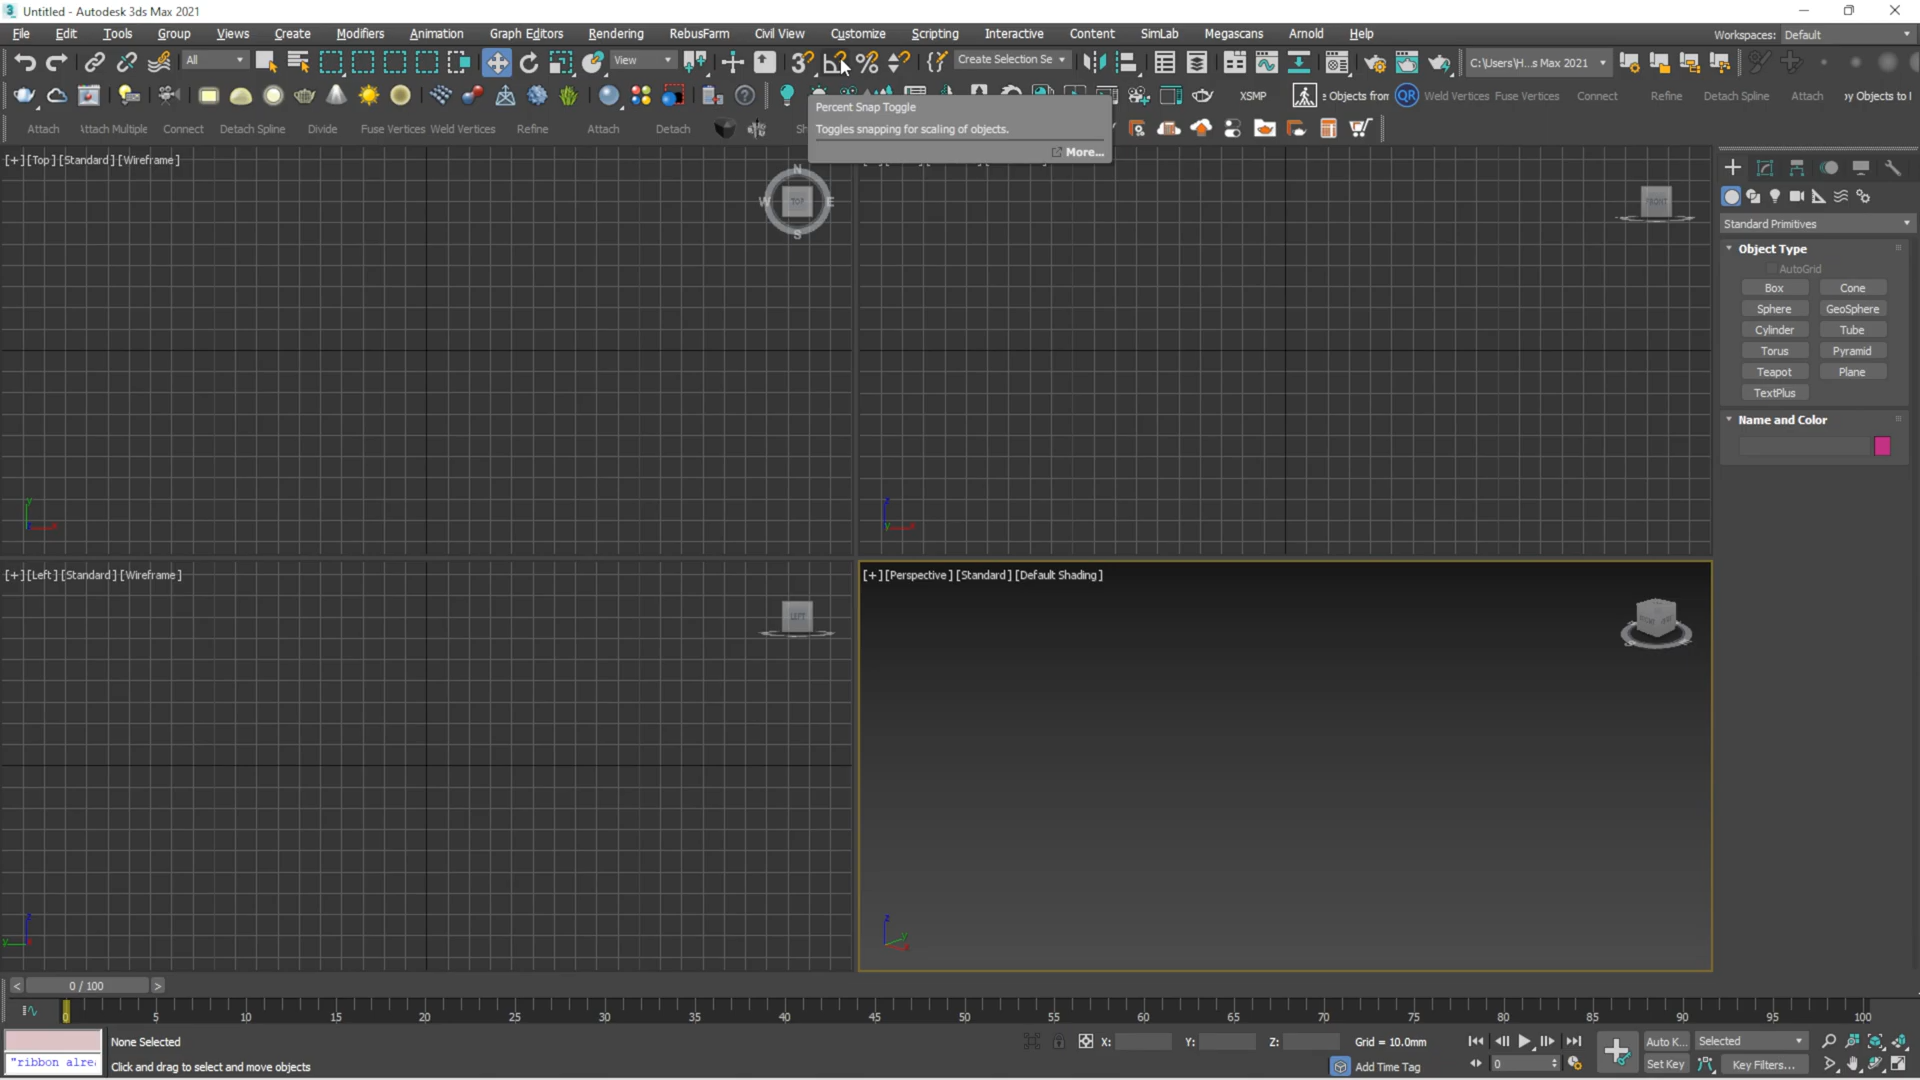 Untitled - Autodesk 3ds Max 2021
File Edit Tools Group Views Create Modifiers Animation Graph Editors Rendering RebusFarm Civil View Customize Scripting Interactive Content SimLab Megascans Arnold Help Workspaces: Default
All View Create Selection Se C:\Users\H...s Max 2021
XSMP : Objects from QR Weld Vertices Fuse Vertices Connect Refine Detach Spline Attach by Objects to l
Attach Attach Multiple Connect Detach Spline Divide Fuse Vertices Weld Vertices Refine Attach Detach
Percent Snap Toggle
Toggles snapping for scaling of objects.
More...
[+] [Top] [Standard] [Wireframe]
N
W TOP E
S
FRONT
y
z
y
Standard Primitives
Object Type
AutoGrid
Box Cone
Sphere GeoSphere
Cylinder Tube
Torus Pyramid
Teapot Plane
TextPlus
Name and Color
[+] [Left] [Standard] [Wireframe]
LEFT
z
y x
[+] [Perspective] [Standard] [Default Shading]
z
y
x
< 0 / 100 >
0 5 10 15 20 25 30 35 40 45 50 55 60 65 70 75 80 85 90 95 100
None Selected
X: Y: Z: Grid = 10.0mm
Auto K... Selected
"ribbon alrea
Click and drag to select and move objects
Add Time Tag
0
Set Key Key Filters...